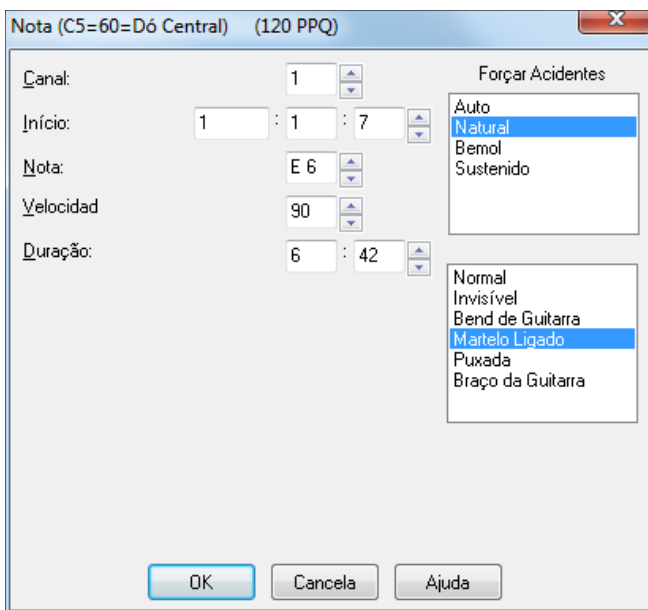 Nota (C5=60=Dó Central) (120 PPQ)
Canal: 1
Início: 1 : 1 : 7
Nota: E 6
Velocidad 90
Duração: 6 : 42
Forçar Acidentes
Auto
Natural
Bemol
Sustenido
Normal
Invisível
Bend de Guitarra
Martelo Ligado
Puxada
Braço da Guitarra
OK Cancela Ajuda